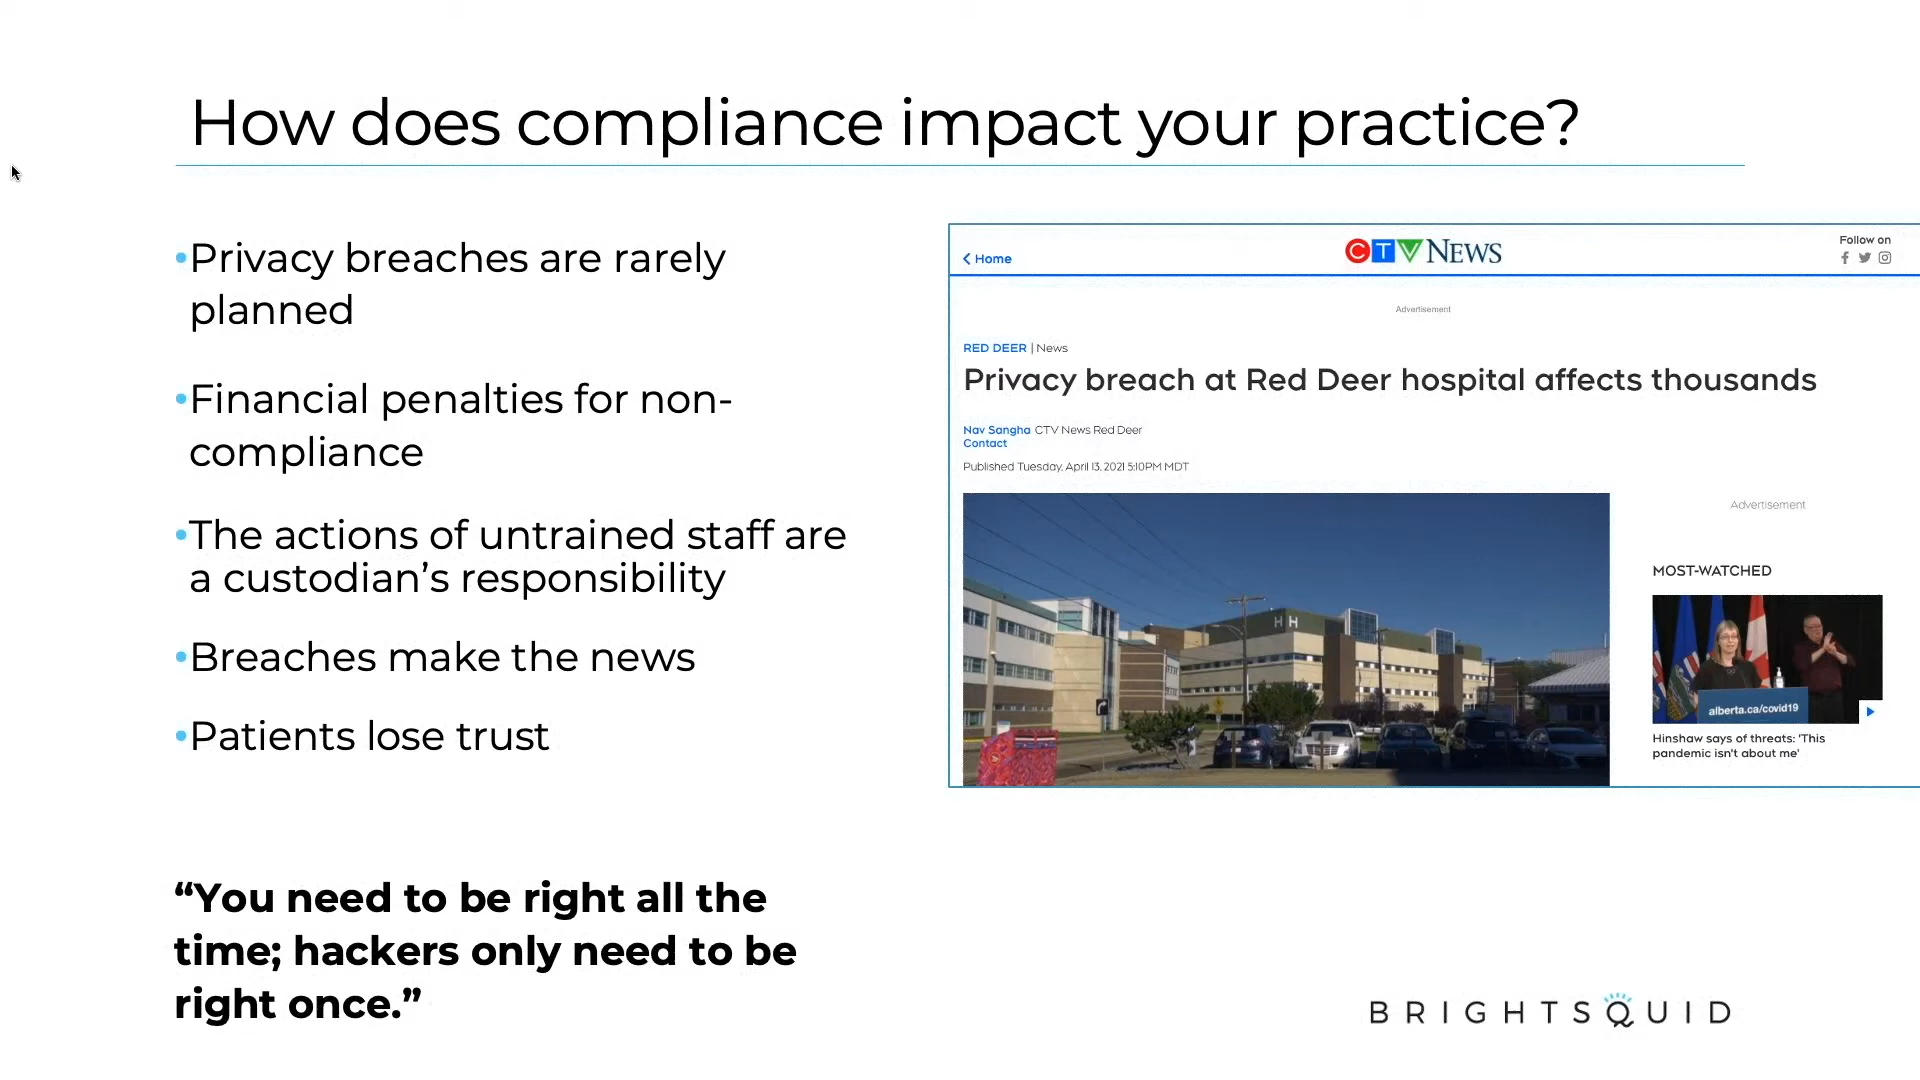 How does compliance impact your practice?
•Privacy breaches are rarely
planned
•Financial penalties for non-
compliance
•The actions of untrained staff are
a custodian’s responsibility
•Breaches make the news
•Patients lose trust
“You need to be right all the
time; hackers only need to be
right once.”
Home
CTV NEWS
Follow on
Advertisement
RED DEER | News
Privacy breach at Red Deer hospital affects thousands
Nav Sangha CTV News Red Deer
Contact
Published Tuesday, April 13, 2021 5:10PM MDT
H H
Advertisement
MOST-WATCHED
alberta.ca/covid19
Hinshaw says of threats: 'This
pandemic isn't about me'
BRIGHTSQUID